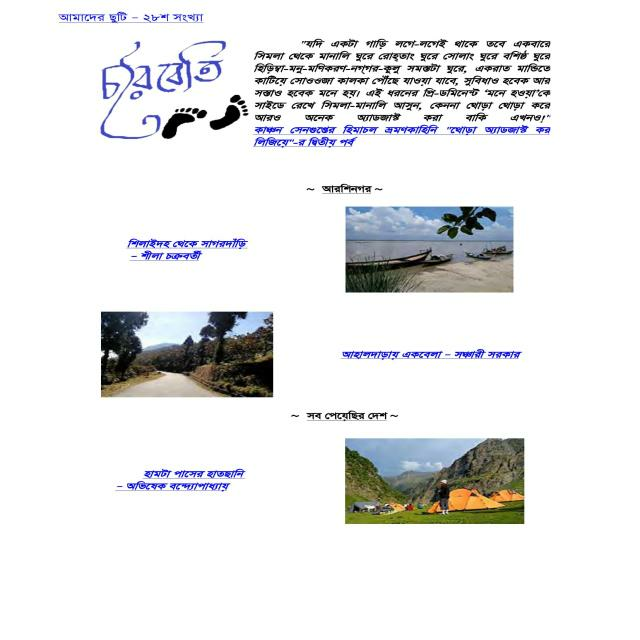 আমাদের ছুটি – ২৮শ সংখ্যা
চরৈবেতি
"যদি একটা গাড়ি লগে-লগেই থাকে তবে একবারে
সিমলা থেকে মানালি ঘুরে রোহ্‌তাং ঘুরে সোলাং ঘুরে বশিষ্ঠ ঘুরে
হিড়িম্বা-মনু-মণিকরণ-নগ্‌গর-কুলু সমস্তটা ঘুরে, একরাত মান্ডিতে
কাটিয়ে সোওওজা কালকা পৌঁছে যাওয়া যাবে, সুবিধাও হবেক আর
সস্তাও হবেক মনে হয়। এই ধরনের প্রি-ডমিনেন্ট 'মনে হওয়া'কে
সাইডে রেখে সিমলা-মানালি আসুন, কেননা থোড়া থোড়া করে
আরও অনেক অ্যাডজাস্ট করা বাকি এখনও!"
কাঞ্চন সেনগুপ্তের হিমাচল ভ্রমণকাহিনি "থোড়া অ্যাডজাস্ট কর
লিজিয়ে"-র দ্বিতীয় পর্ব
~ আরশিনগর ~
শিলাইদহ থেকে সাগরদাঁড়ি
– শীলা চক্রবর্তী
আহালদাড়ায় একবেলা – সঞ্চারী সরকার
~ সব পেয়েছির দেশ ~
হামটা পাসের হাতছানি
– অভিষেক বন্দ্যোপাধ্যায়